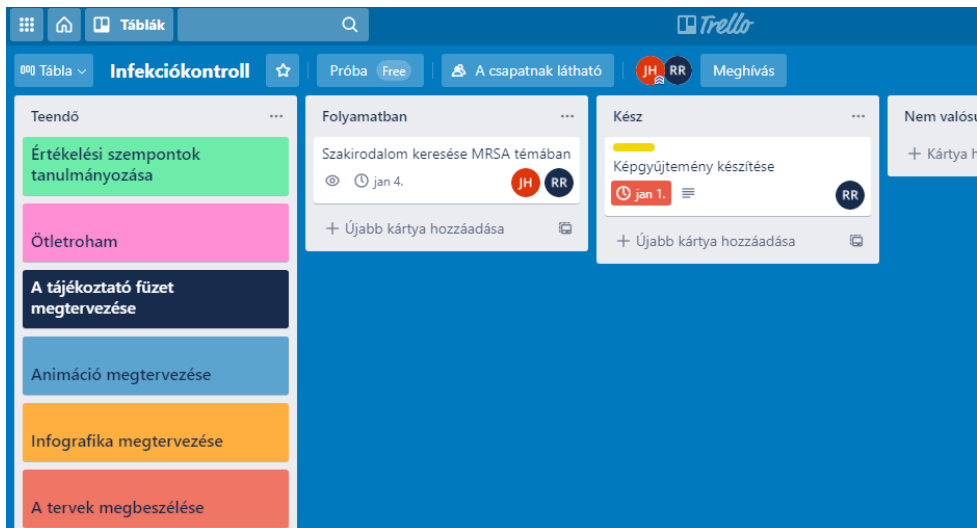 Táblák
Trello
Tábla
Infekciókontroll
Próba Free
A csapatnak látható
JH RR
Meghívás
Teendő
Értékelési szempontok
tanulmányozása
Ötletroham
A tájékoztató füzet
megtervezése
Animáció megtervezése
Infografika megtervezése
A tervek megbeszélése
Folyamatban
Szakirodalom keresése MRSA témában
jan 4.
JH RR
+ Újabb kártya hozzáadása
Kész
Képgyűjtemény készítése
jan 1.
RR
+ Újabb kártya hozzáadása
Nem
+ Kártya